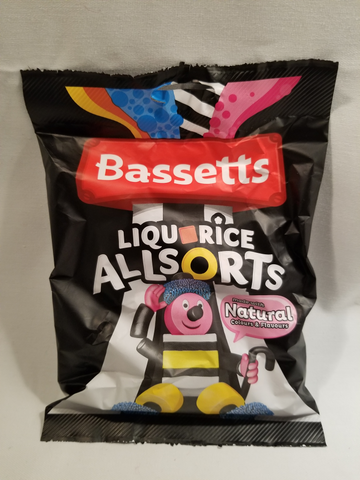 Bassetts
LIQUORICE
ALLSORTS
made with
Natural
Colours & Flavours